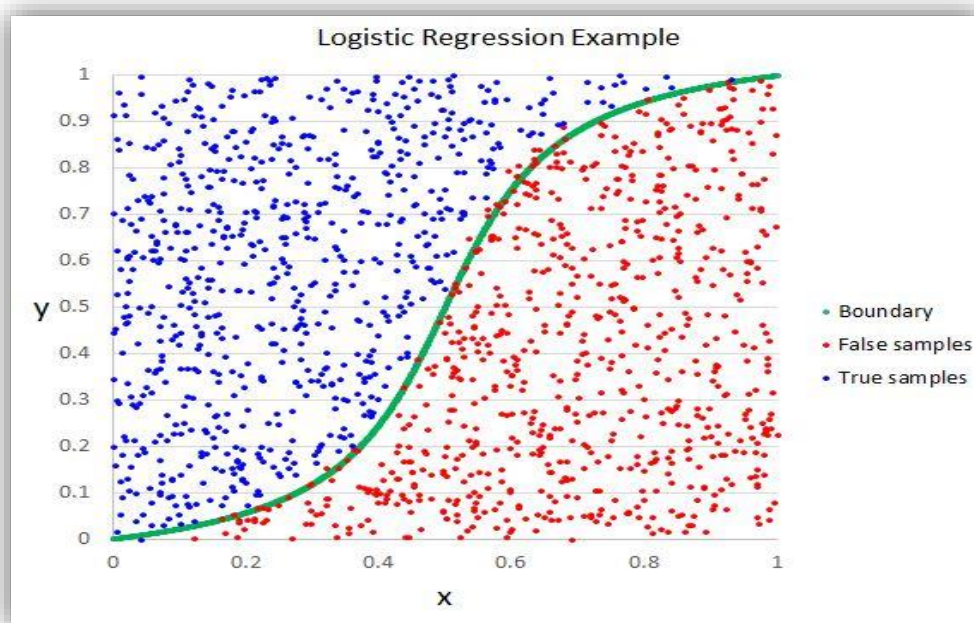 Logistic Regression Example
1
0.9
0.8
0.7
0.6
y
0.5
0.4
0.3
0.2
0.1
0
0
0.2
0.4
0.6
0.8
1
x
Boundary
False samples
True samples